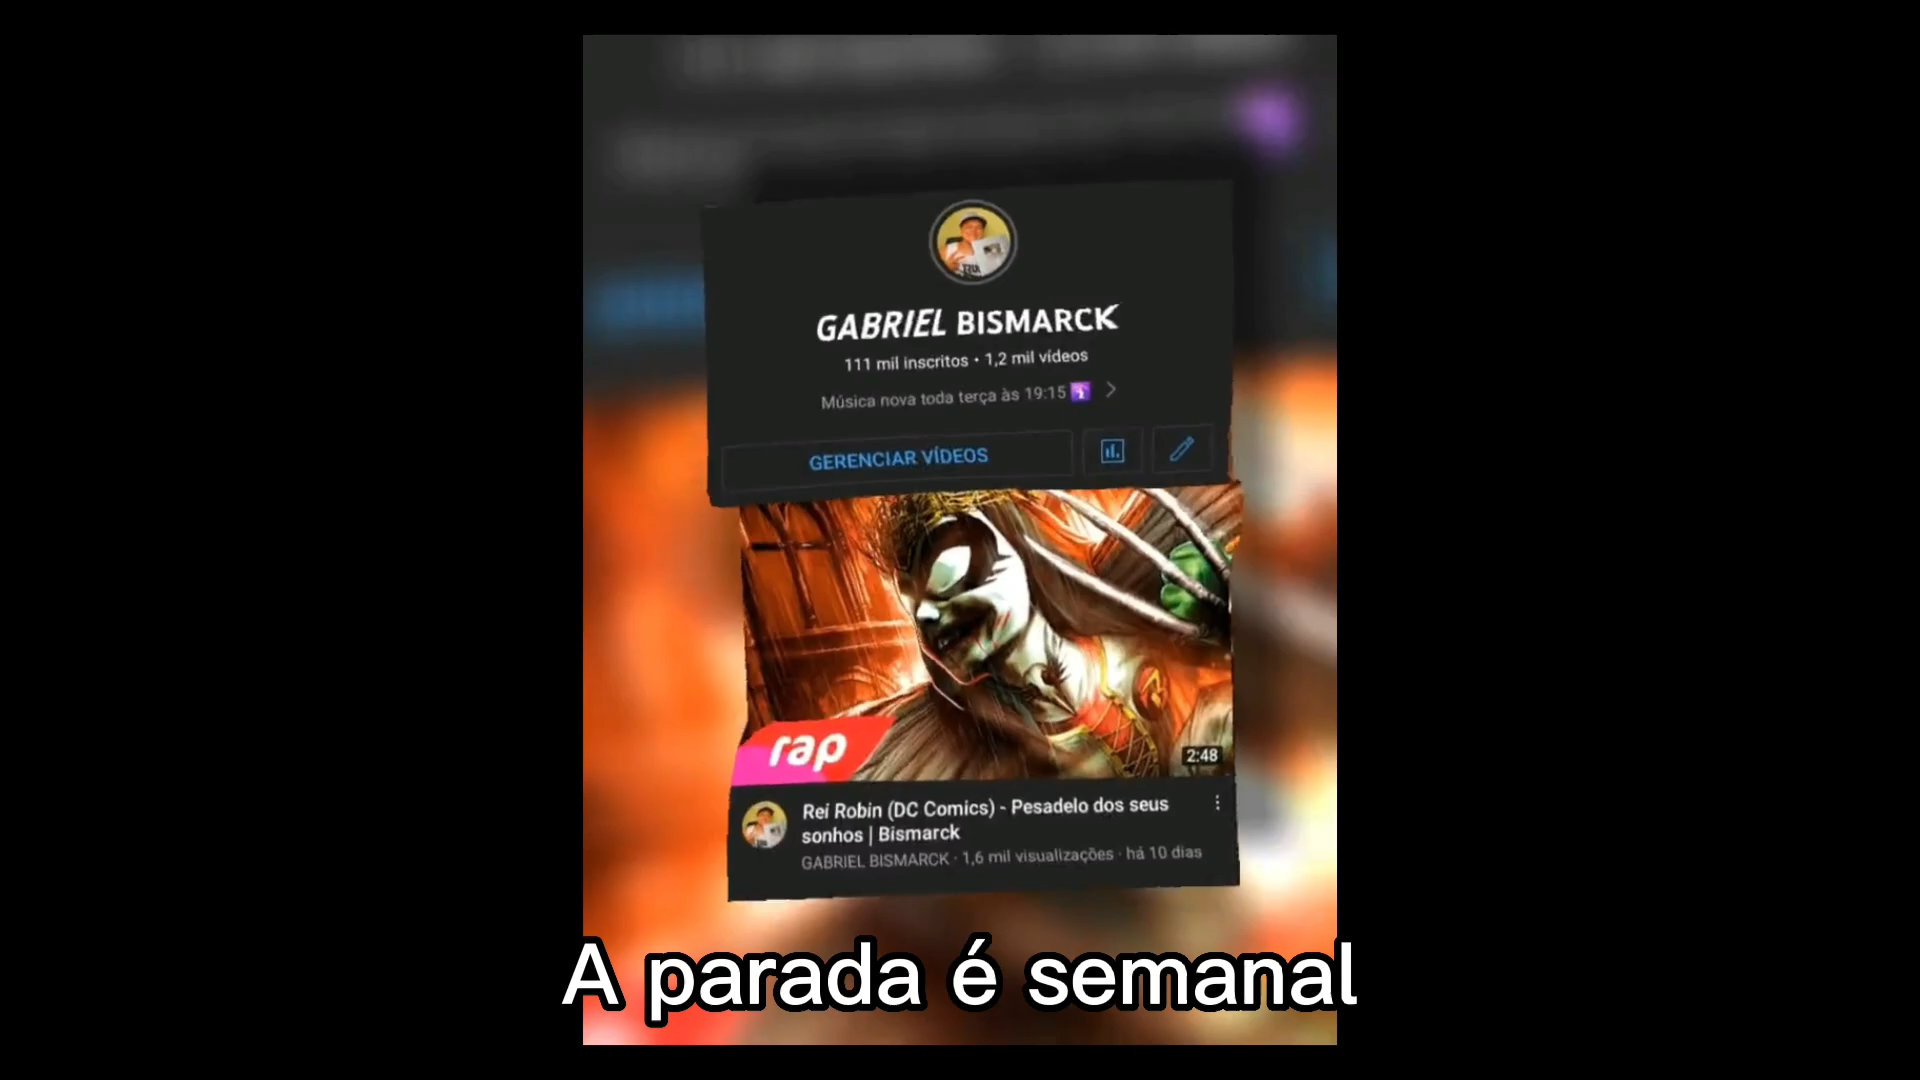 GABRIEL BISMARCK
111 mil inscritos • 1,2 mil vídeos
Música nova toda terça às 19:15
GERENCIAR VÍDEOS
rap
2:48
Rei Robin (DC Comics) - Pesadelo dos seus
sonhos | Bismarck
GABRIEL BISMARCK · 1,6 mil visualizações · há 10 dias
A parada é semanal